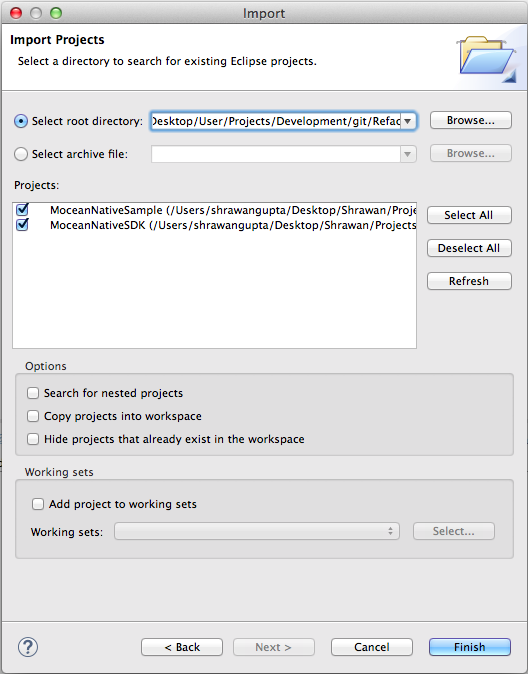 Import
Import Projects
Select a directory to search for existing Eclipse projects.
Select root directory: Desktop/User/Projects/Development/git/Refac Browse...
Select archive file: Browse...
Projects:
MoceanNativeSample (/Users/shrawangupta/Desktop/Shrawan/Proje
MoceanNativeSDK (/Users/shrawangupta/Desktop/Shrawan/Projects
Select All
Deselect All
Refresh
Options
Search for nested projects
Copy projects into workspace
Hide projects that already exist in the workspace
Working sets
Add project to working sets
Working sets: Select...
? < Back Next > Cancel Finish